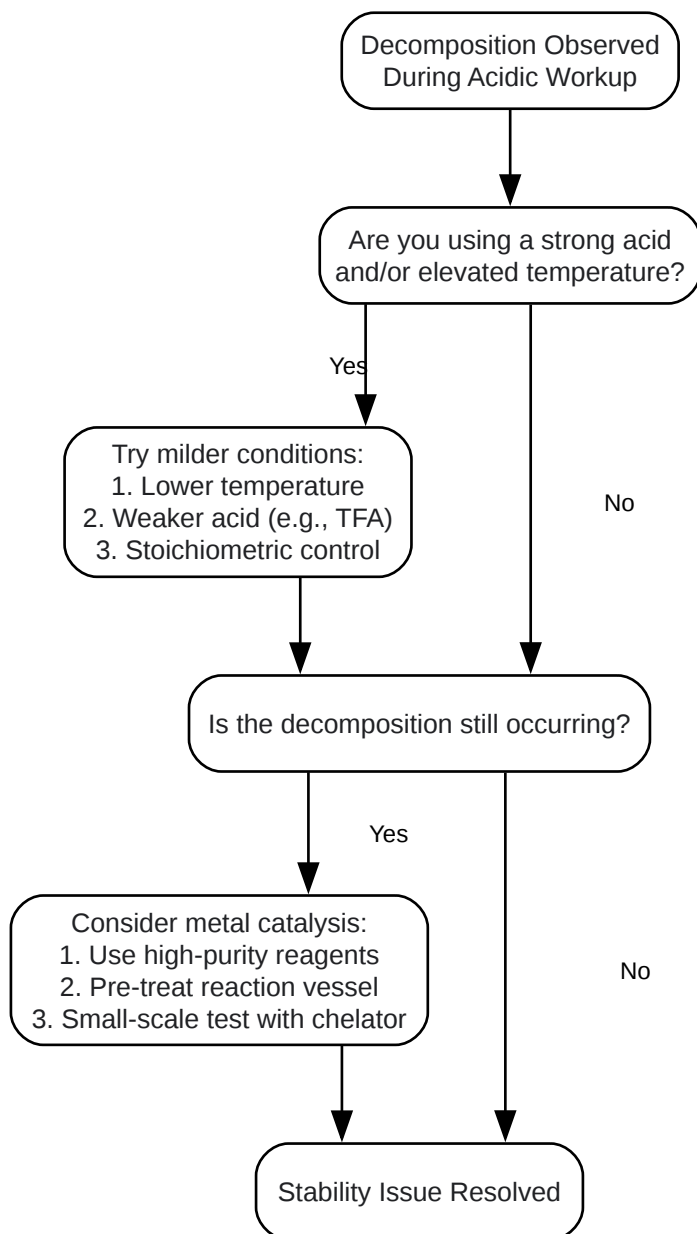 Decomposition Observed
During Acidic Workup
Are you using a strong acid
and/or elevated temperature?
Yes
Try milder conditions:
1. Lower temperature
2. Weaker acid (e.g., TFA)
3. Stoichiometric control
No
Is the decomposition still occurring?
Yes
Consider metal catalysis:
1. Use high-purity reagents
2. Pre-treat reaction vessel
3. Small-scale test with chelator
No
Stability Issue Resolved